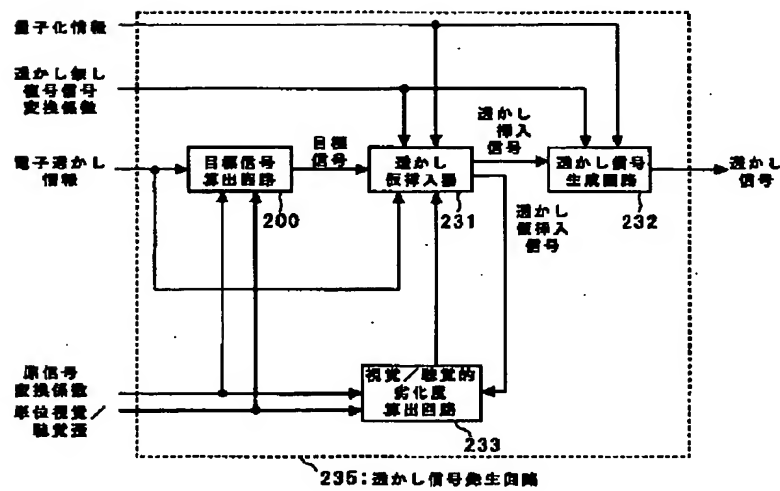 量子化情報
透かし無し
復号信号
変換係数
電子透かし
情報
目標信号
算出回路
200
目標
信号
透かし
仮挿入器
231
透かし
挿入
信号
透かし信号
生成回路
232
透かし
信号
透かし
仮挿入
信号
原信号
変換係数
単位視覚／
聴覚歪
視覚／聴覚的
劣化度
算出回路
233
235:透かし信号発生回路